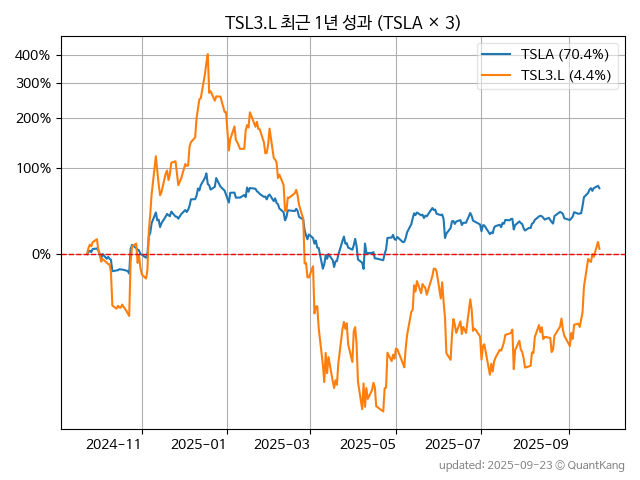 TSL3.L 최근 1년 성과 (TSLA × 3)
TSLA (70.4%)
TSL3.L (4.4%)
400%
300%
200%
100%
0%
2024-11
2025-01
2025-03
2025-05
2025-07
2025-09
updated: 2025-09-23 © QuantKang